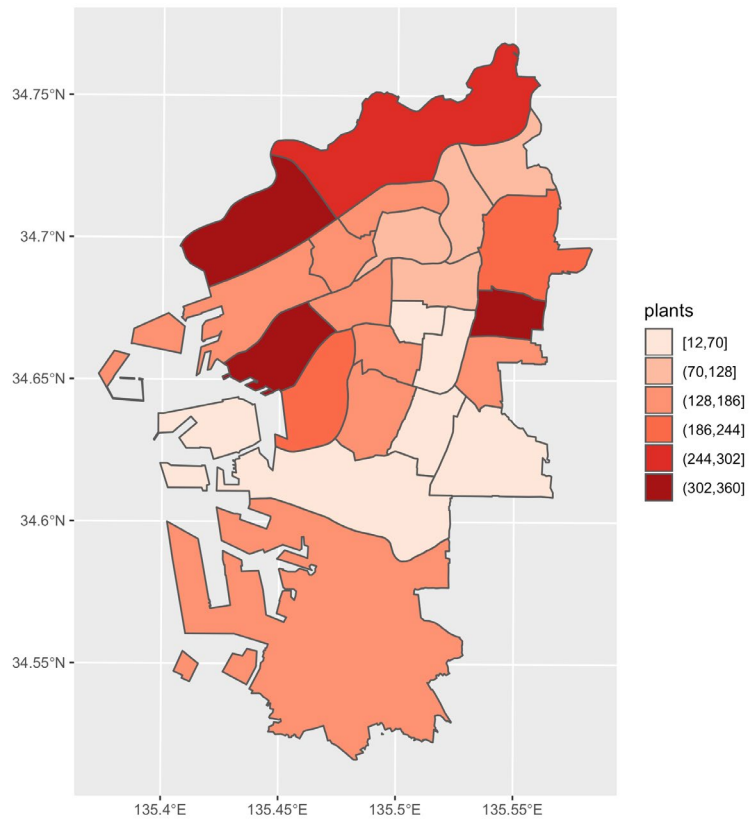 34.75°N
34.7°N
34.65°N
34.6°N
34.55°N
135.4°E 135.45°E 135.5°E 135.55°E
plants
[12,70]
(70,128]
(128,186]
(186,244]
(244,302]
(302,360]